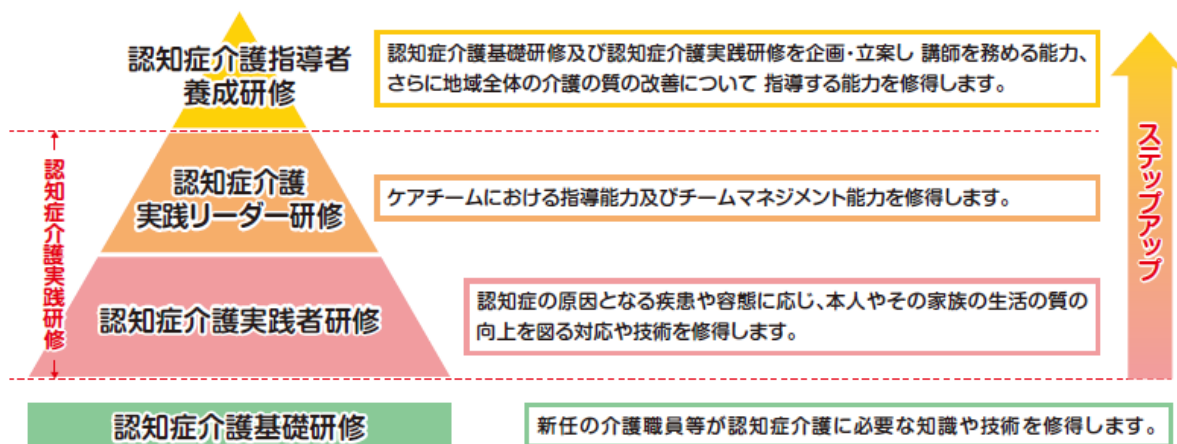 認知症介護指導者
養成研修
認知症介護基礎研修及び認知症介護実践研修を企画・立案し 講師を務める能力、
さらに地域全体の介護の質の改善について 指導する能力を修得します。
ステップアップ
認知症介護実践研修
認知症介護
実践リーダー研修
ケアチームにおける指導能力及びチームマネジメント能力を修得します。
認知症介護実践者研修
認知症の原因となる疾患や容態に応じ、本人やその家族の生活の質の
向上を図る対応や技術を修得します。
認知症介護基礎研修
新任の介護職員等が認知症介護に必要な知識や技術を修得します。